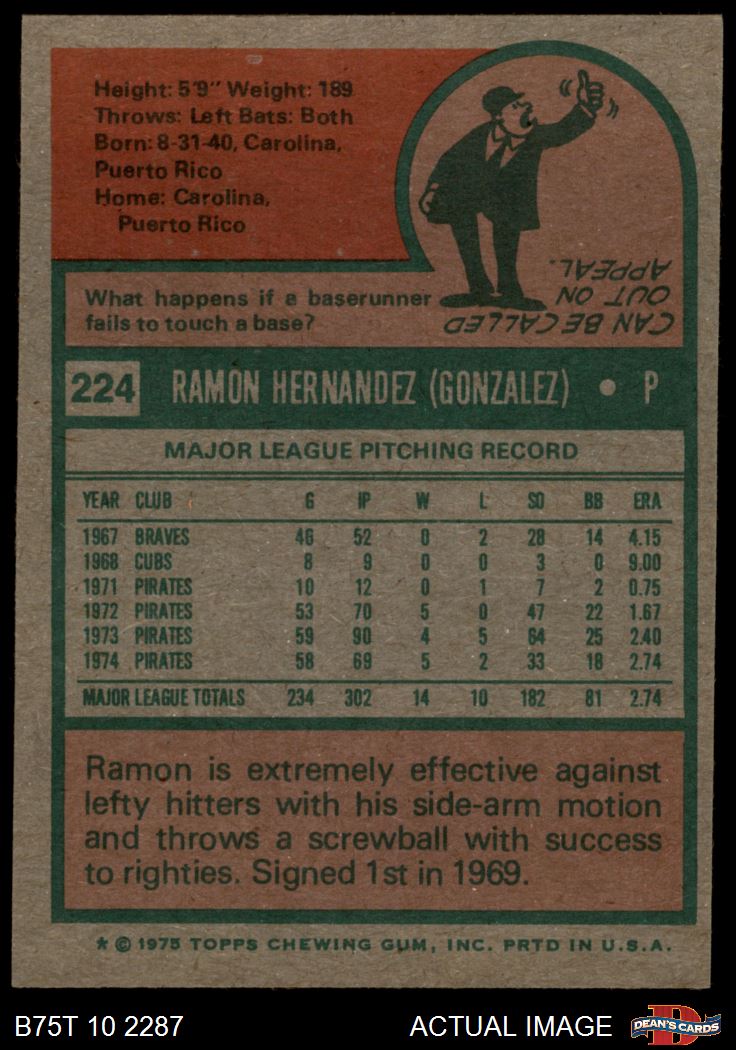 Height: 5'9" Weight: 189
Throws: Left Bats: Both
Born: 8-31-40, Carolina,
Puerto Rico
Home: Carolina,
Puerto Rico
What happens if a baserunner
fails to touch a base?
CAN BE CALLED
OUT ON
APPEAL.
224 RAMON HERNANDEZ (GONZALEZ) • P
MAJOR LEAGUE PITCHING RECORD
YEAR CLUB G IP W L SO BB ERA
1967 BRAVES 46 52 0 2 28 14 4.15
1968 CUBS 8 9 0 0 3 0 9.00
1971 PIRATES 10 12 0 1 7 2 0.75
1972 PIRATES 53 70 5 0 47 22 1.67
1973 PIRATES 59 90 4 5 64 25 2.40
1974 PIRATES 58 69 5 2 33 18 2.74
MAJOR LEAGUE TOTALS 234 302 14 10 182 81 2.74
Ramon is extremely effective against
lefty hitters with his side-arm motion
and throws a screwball with success
to righties. Signed 1st in 1969.
* © 1975 TOPPS CHEWING GUM, INC. PRTD IN U.S.A.
B75T 10 2287 ACTUAL IMAGE D DEAN'S CARDS